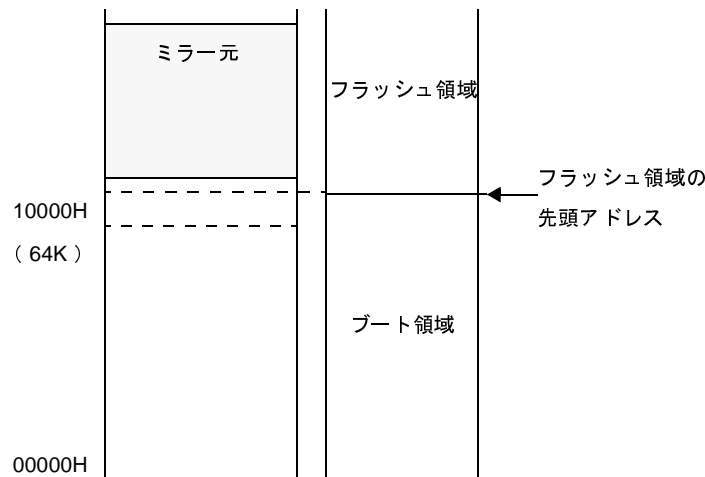 ミラー元
フラッシュ領域
フラッシュ領域の
先頭アドレス
10000H
（ 64K ）
ブート領域
00000H